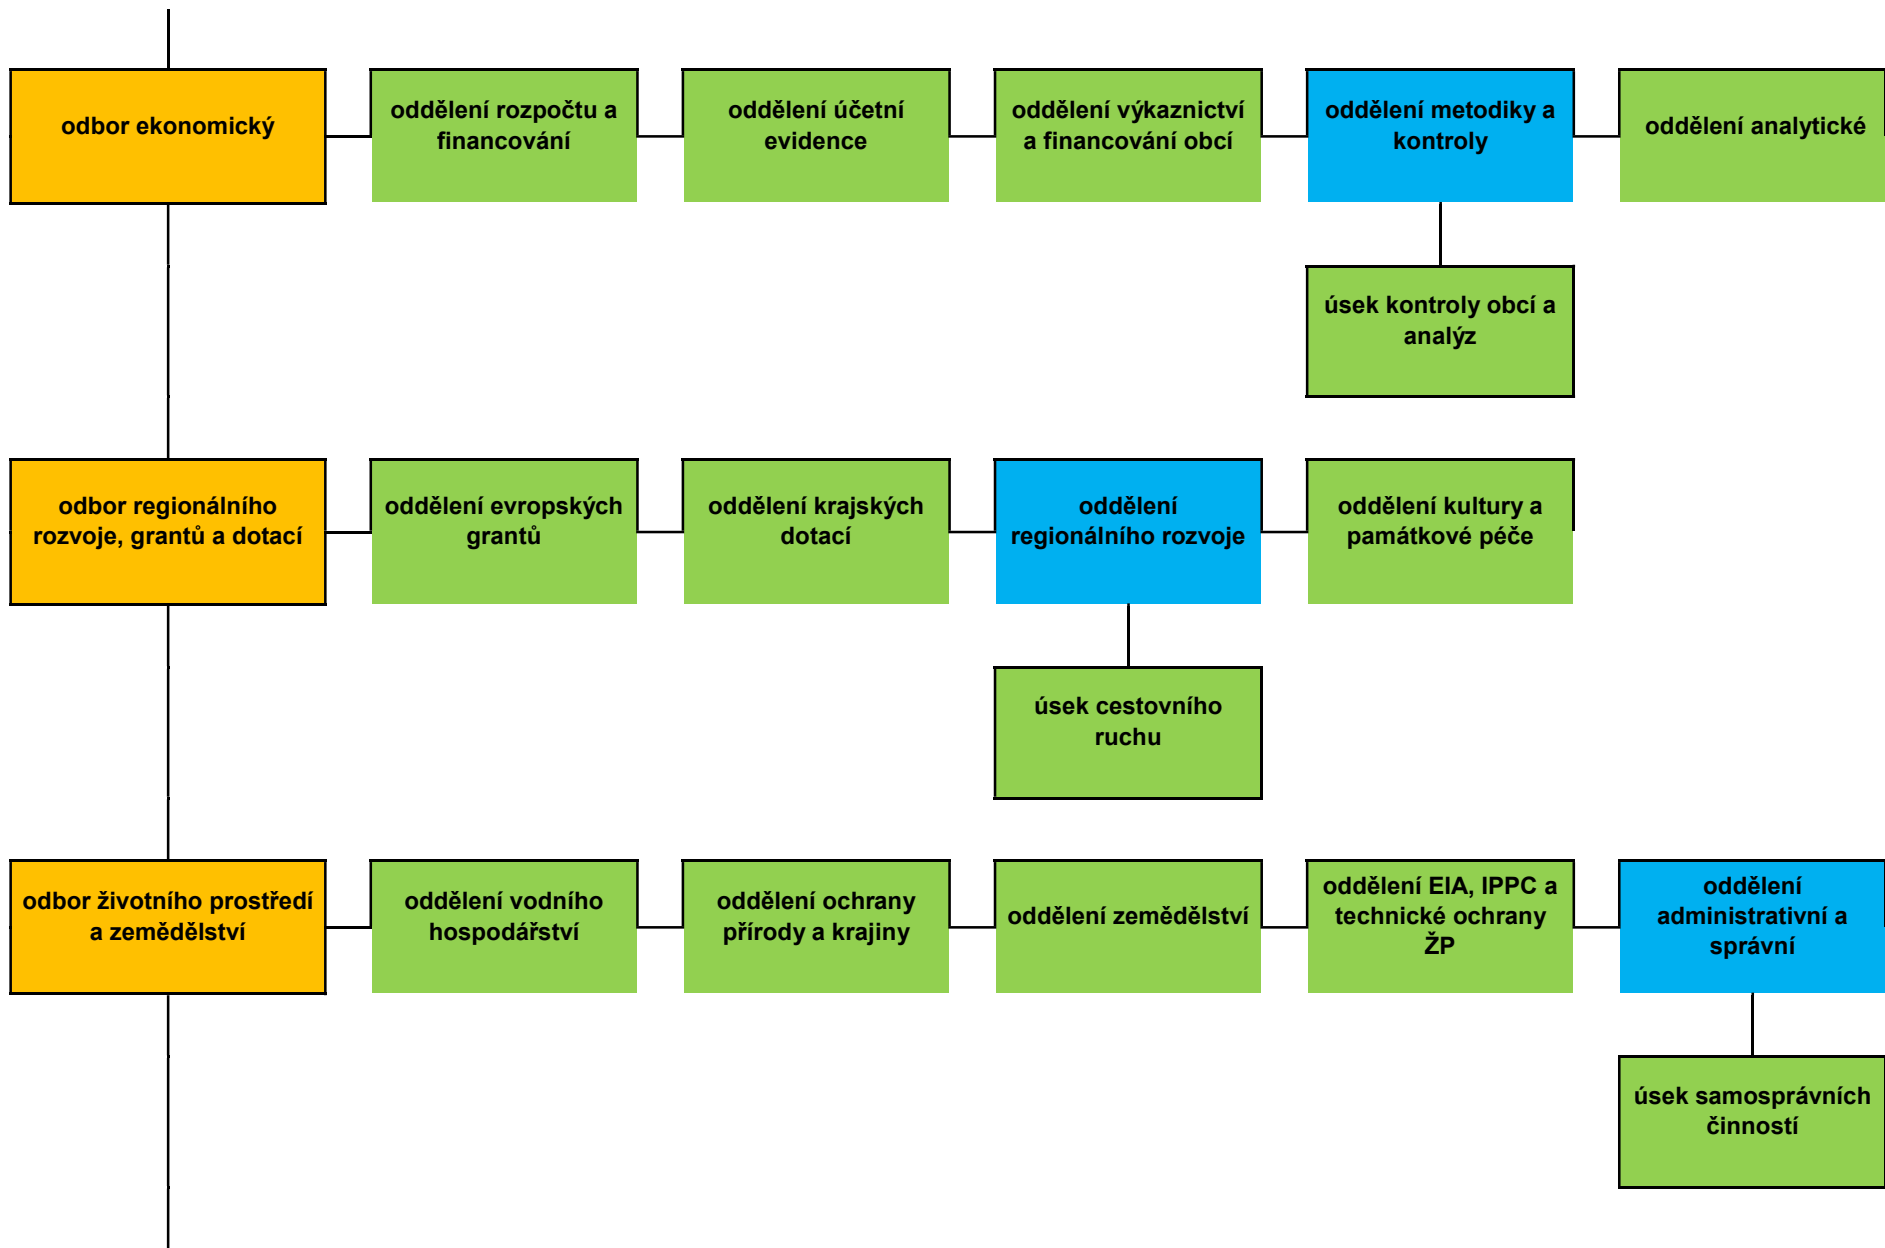 odbor ekonomický
oddělení rozpočtu a
financování
oddělení účetní
evidence
oddělení výkaznictví
a financování obcí
oddělení metodiky a
kontroly
oddělení analytické
úsek kontroly obcí a
analýz
odbor regionálního
rozvoje, grantů a dotací
oddělení evropských
grantů
oddělení krajských
dotací
oddělení
regionálního rozvoje
oddělení kultury a
památkové péče
úsek cestovního
ruchu
odbor životního prostředí
a zemědělství
oddělení vodního
hospodářství
oddělení ochrany
přírody a krajiny
oddělení zemědělství
oddělení EIA, IPPC a
technické ochrany
ŽP
oddělení
administrativní a
správní
úsek samosprávních
činností